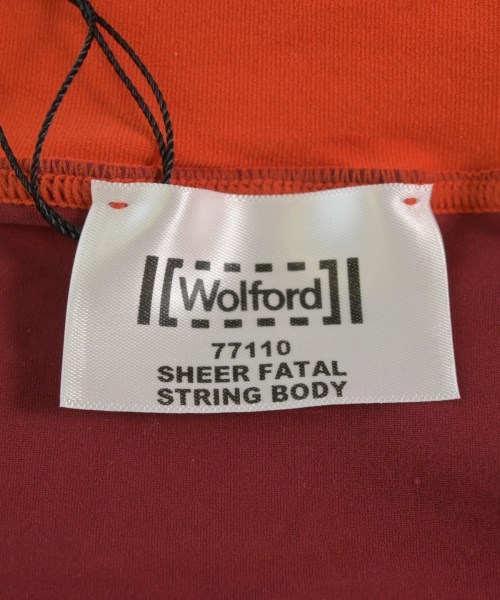 Wolford
77110
SHEER FATAL
STRING BODY